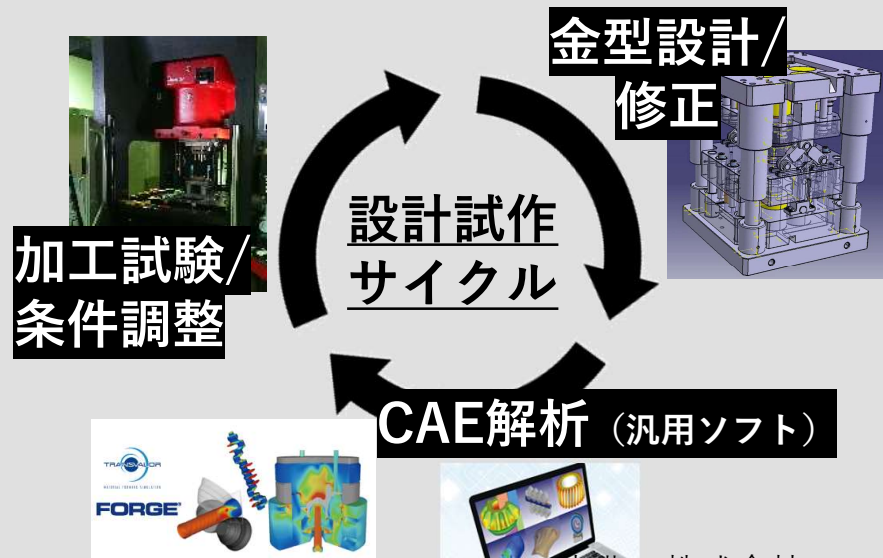 金型設計/
修正
設計試作
サイクル
加工試験/
条件調整
CAE解析（汎用ソフト）
TRANSVALOR
FORGE